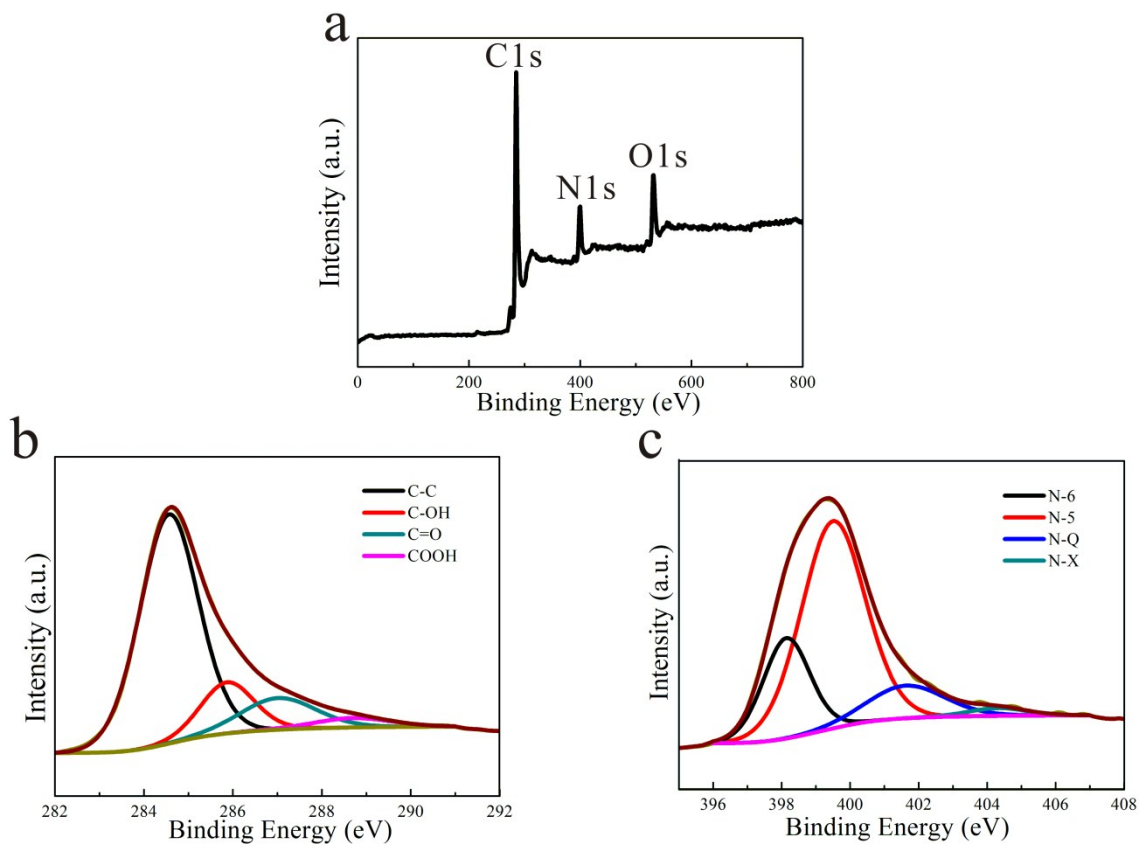 a
C1s
N1s
O1s
Intensity (a.u.)
0 200 400 600 800
Binding Energy (eV)
b
C-C
C-OH
C=O
COOH
Intensity (a.u.)
282 284 286 288 290 292
Binding Energy (eV)
c
N-6
N-5
N-Q
N-X
Intensity (a.u.)
396 398 400 402 404 406 408
Binding Energy (eV)